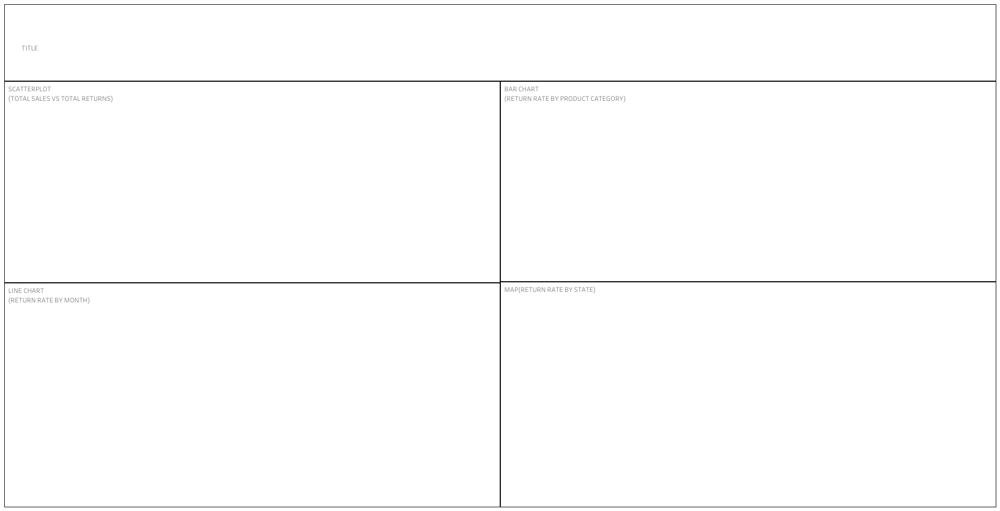 TITLE
SCATTERPLOT
(TOTAL SALES VS TOTAL RETURNS)
BAR CHART
(RETURN RATE BY PRODUCT CATEGORY)
LINE CHART
(RETURN RATE BY MONTH)
MAP(RETURN RATE BY STATE)